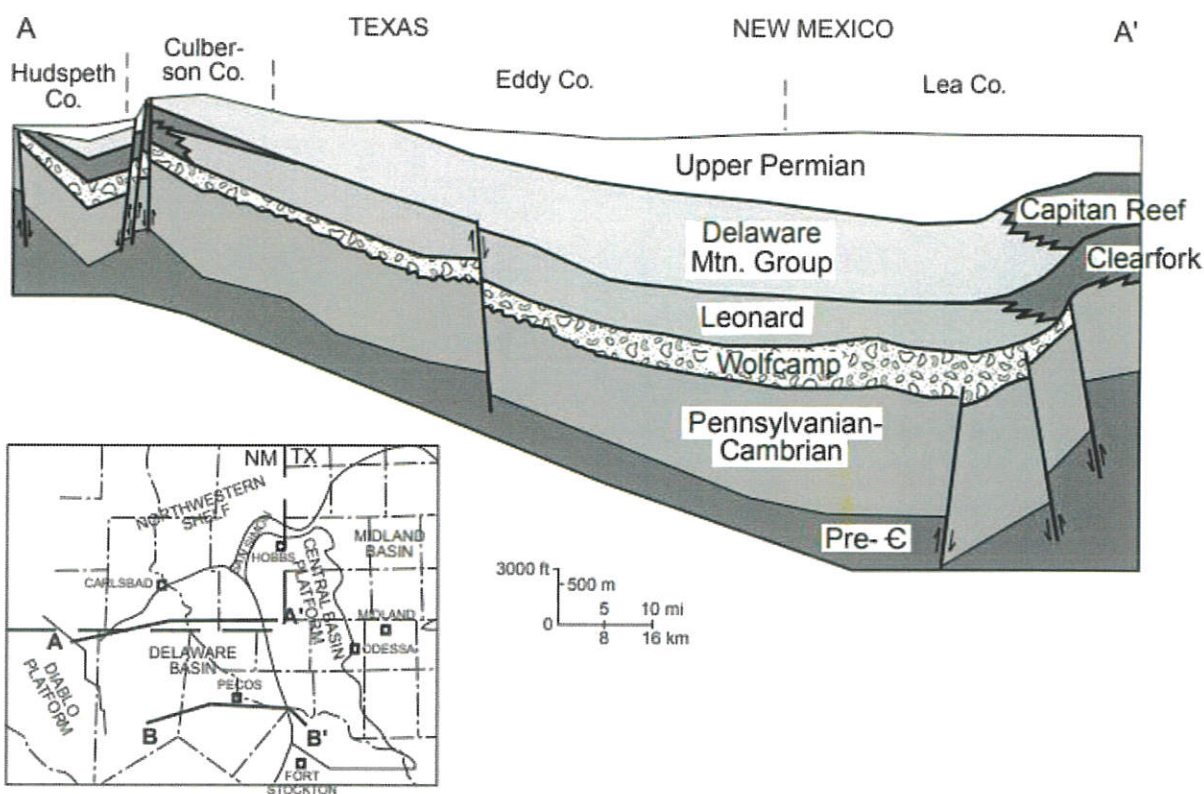 A
TEXAS
NEW MEXICO
A'
Hudspeth
Co.
Culber-
son Co.
Eddy Co.
Lea Co.
Upper Permian
Capitan Reef
Delaware
Mtn. Group
Clearfork
Leonard
Wolfcamp
Pennsylvanian-
Cambrian
Pre- Ꞓ
3000 ft
500 m
0
5
10 mi
8
16 km
NM
TX
NORTHWESTERN
SHELF
SAN SIMON
HOBBS
CENTRAL BASIN
PLATFORM
MIDLAND
BASIN
CARLSBAD
A
A'
MIDLAND
ODESSA
DELAWARE
BASIN
DIABLO
PLATFORM
PECOS
B
B'
FORT
STOCKTON